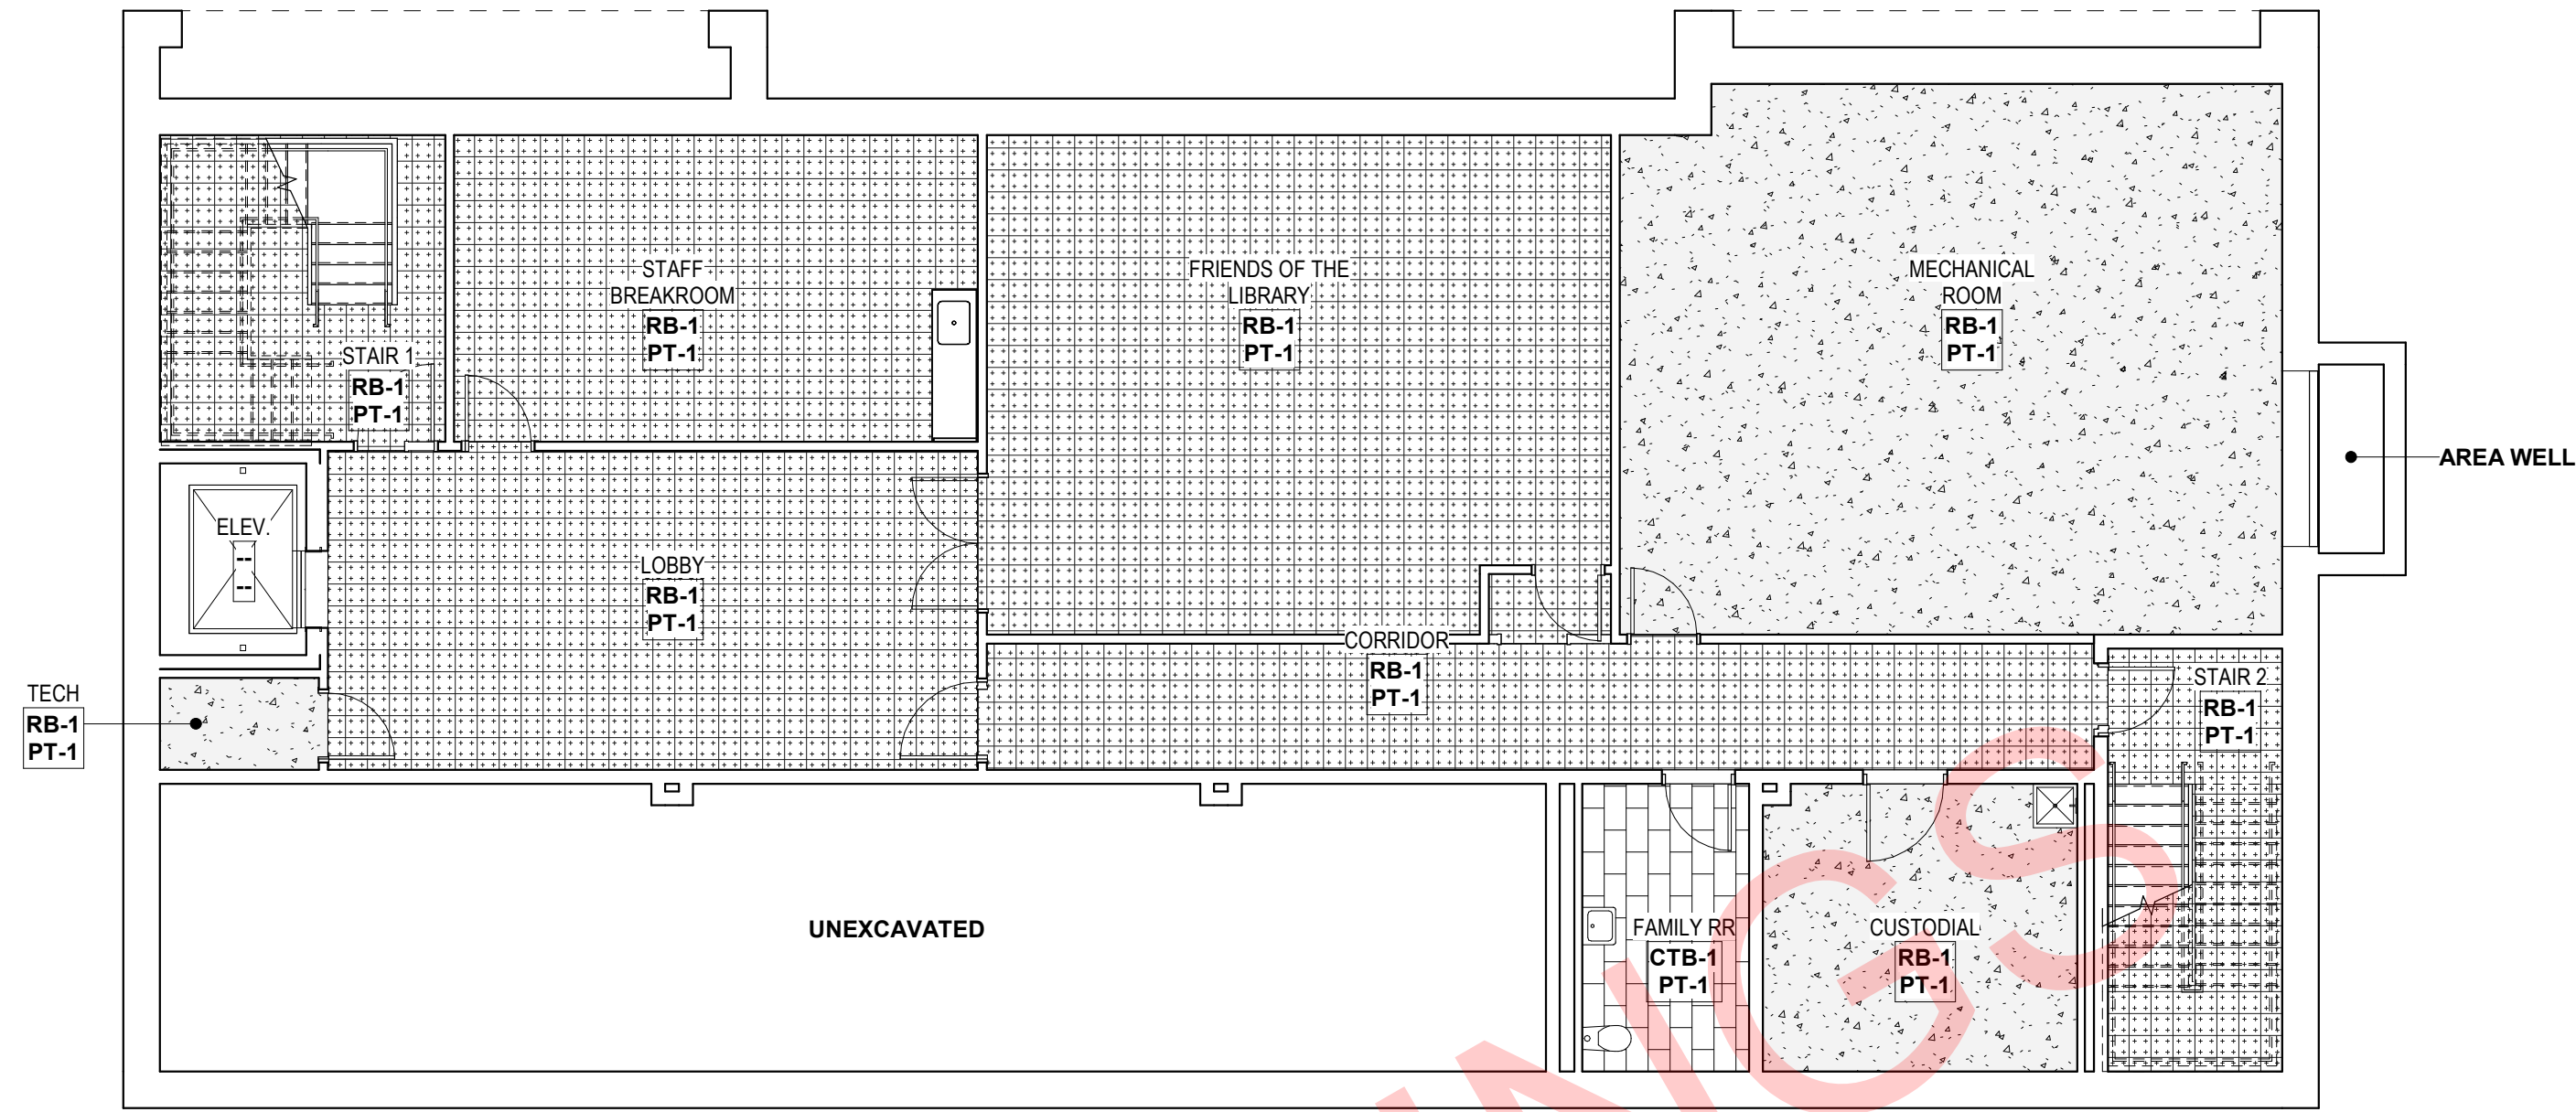 STAFF
BREAKROOM
RB-1
PT-1
FRIENDS OF THE
LIBRARY
RB-1
PT-1
MECHANICAL
ROOM
RB-1
PT-1
STAIR 1
RB-1
PT-1
AREA WELL
ELEV.
--
--
LOBBY
RB-1
PT-1
CORRIDOR
RB-1
PT-1
TECH
RB-1
PT-1
STAIR 2
RB-1
PT-1
UNEXCAVATED
FAMILY RR
CTB-1
PT-1
CUSTODIAL
RB-1
PT-1